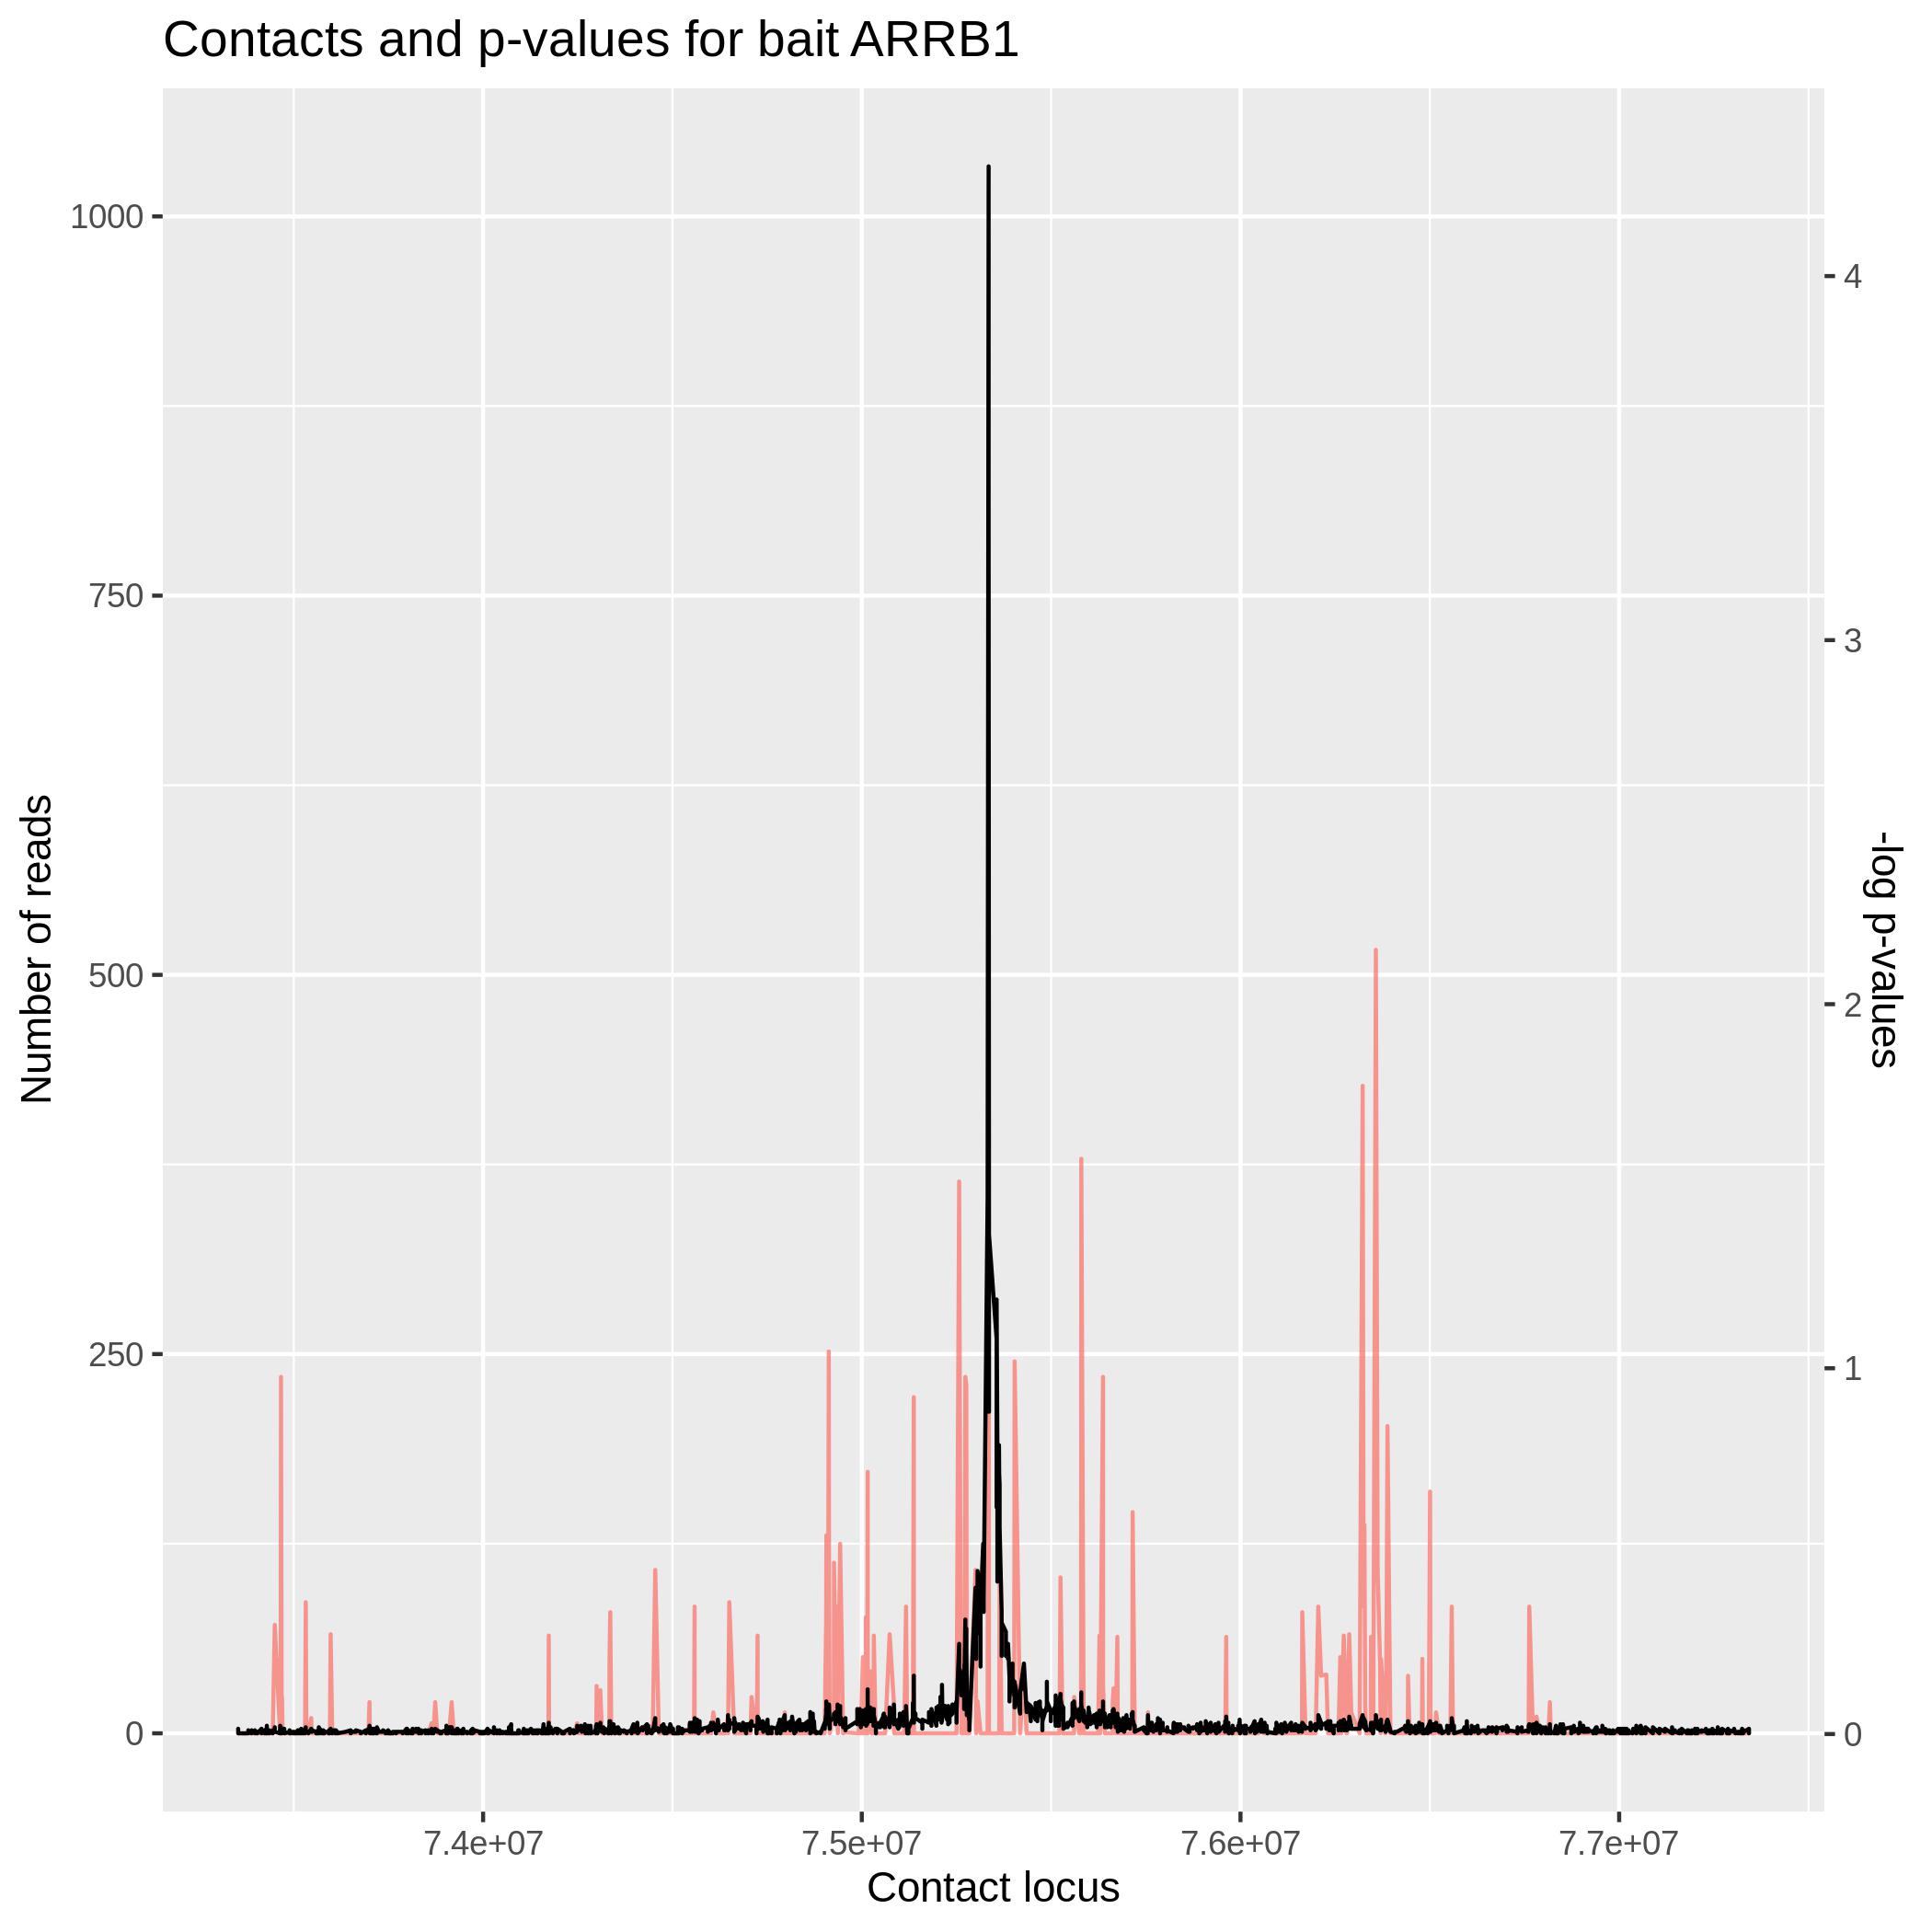 Contacts and p-values for bait ARRB1
Number of reads
1000
750
500
250
0
4
3
2
1
0
-log p-values
7.4e+07 7.5e+07 7.6e+07 7.7e+07
Contact locus